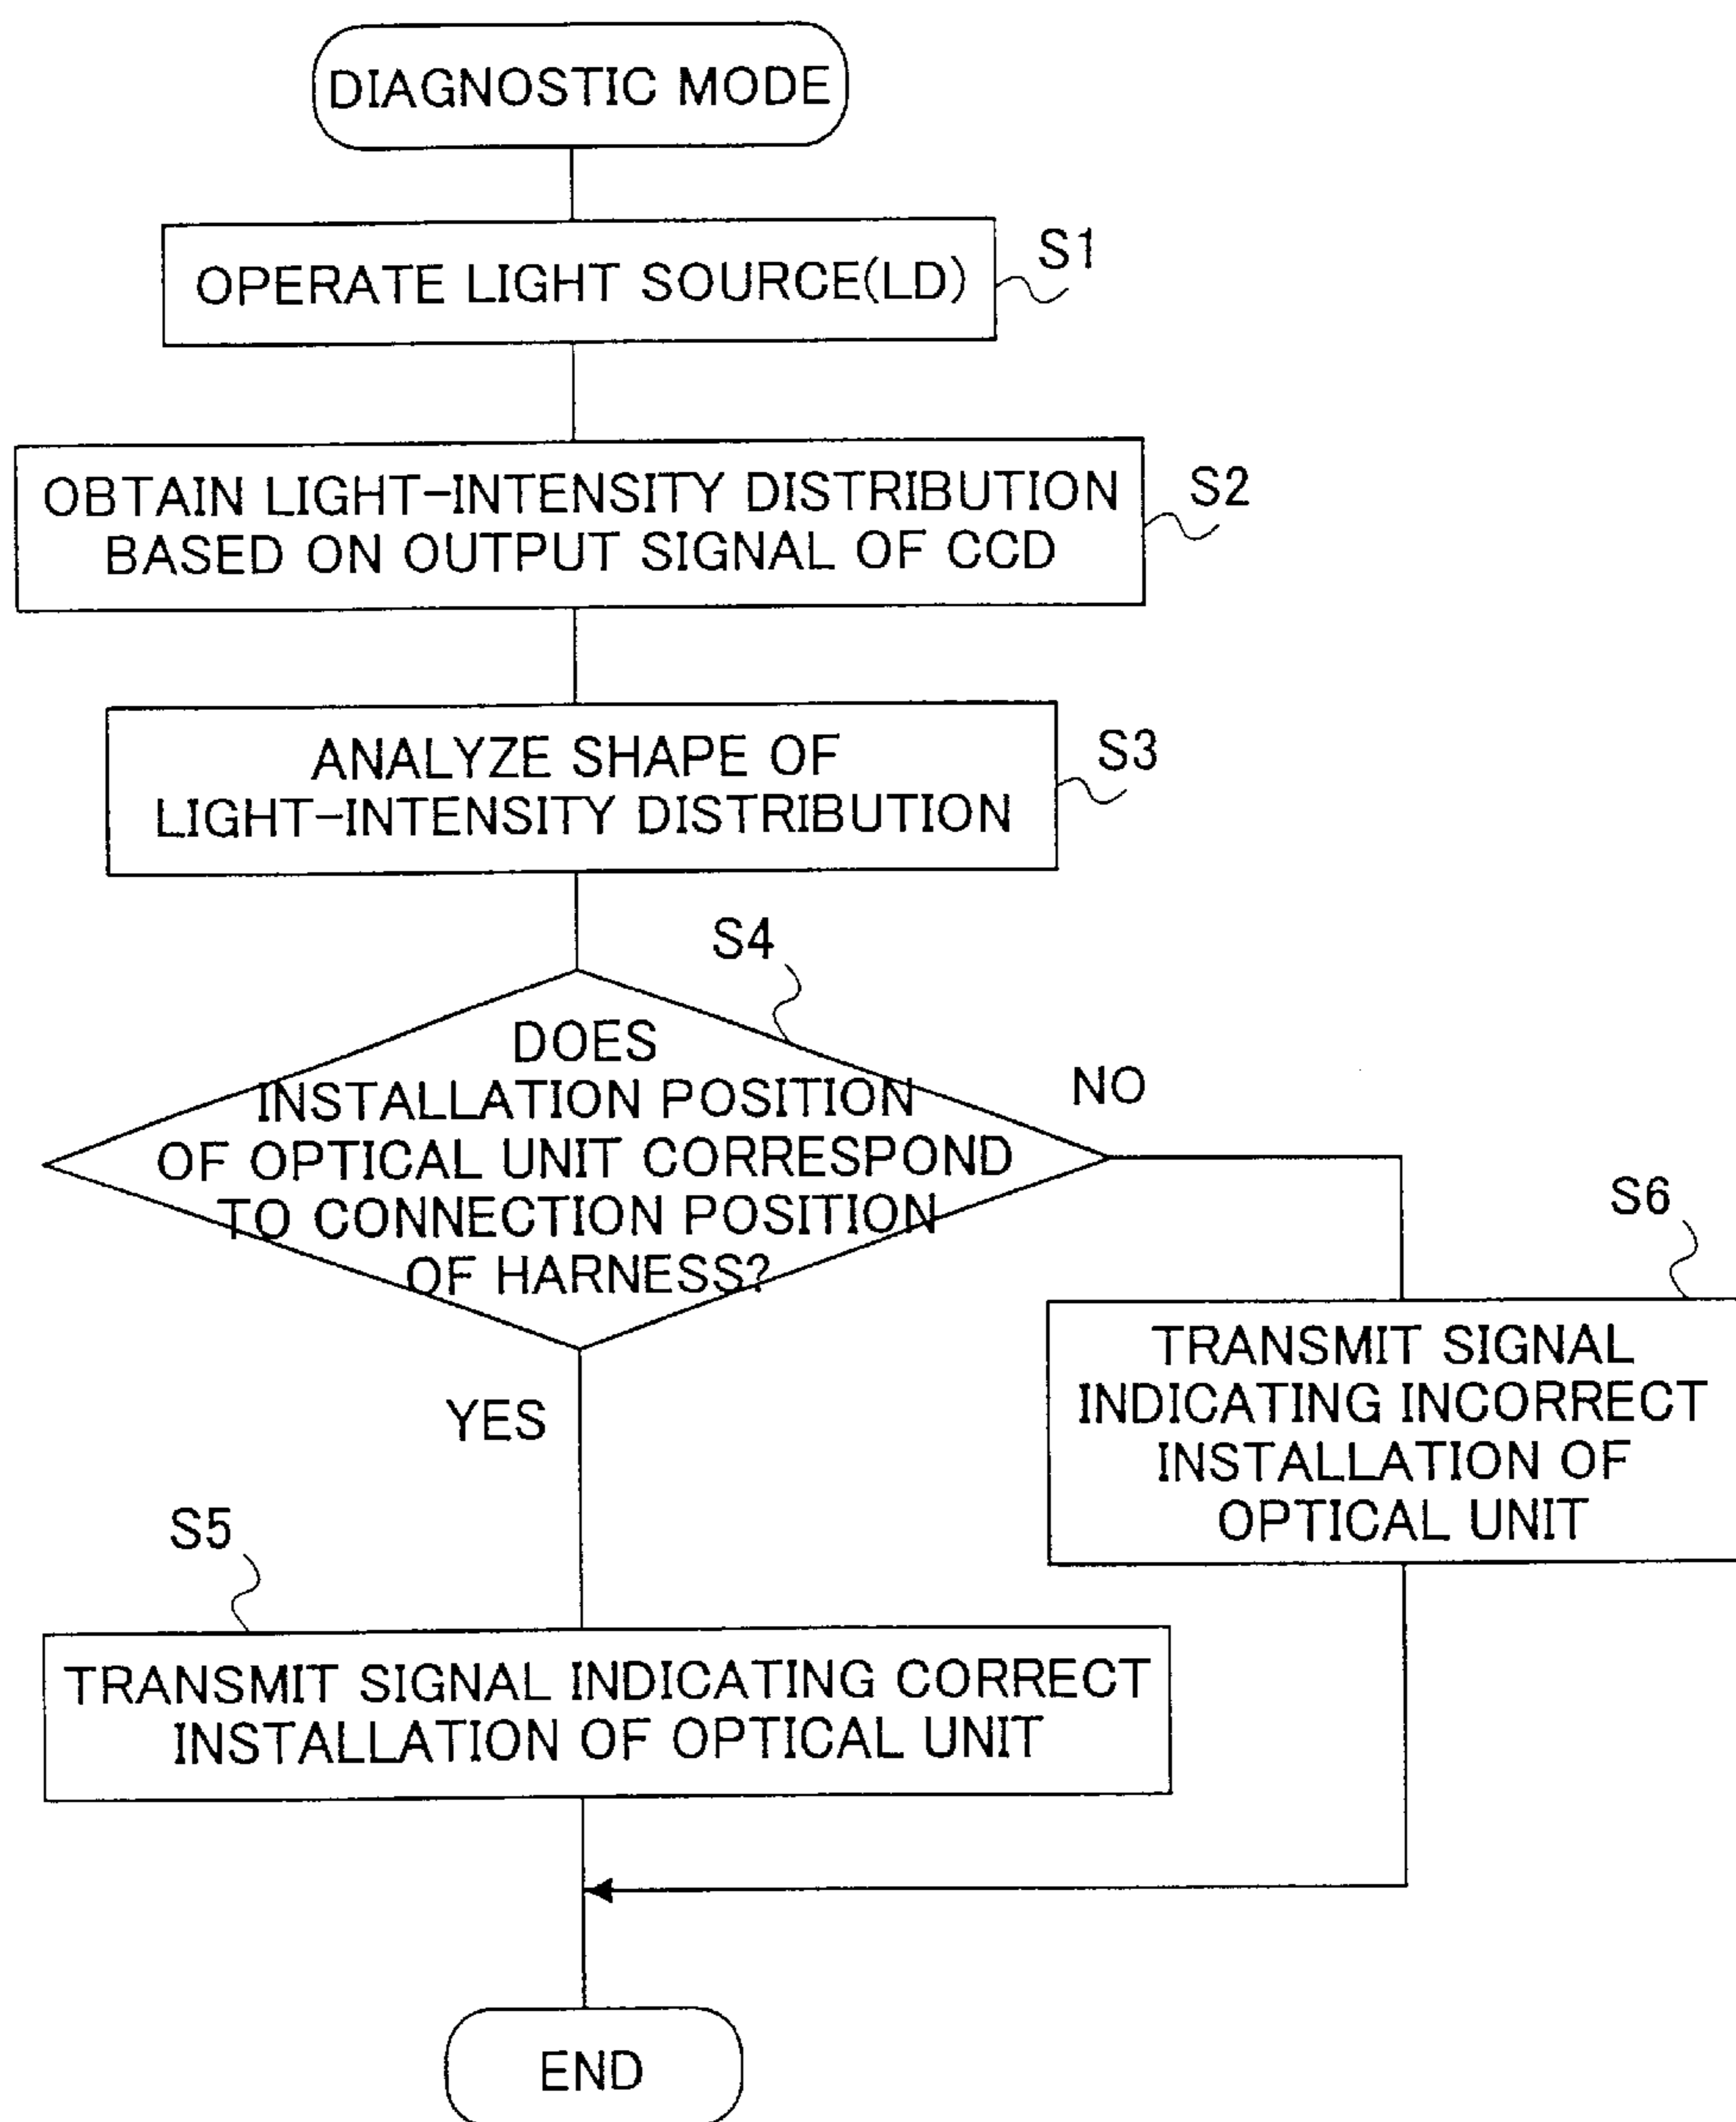 DIAGNOSTIC MODE
OPERATE LIGHT SOURCE(LD)
S1
OBTAIN LIGHT-INTENSITY DISTRIBUTION
BASED ON OUTPUT SIGNAL OF CCD
S2
ANALYZE SHAPE OF
LIGHT-INTENSITY DISTRIBUTION
S3
S4
DOES
INSTALLATION POSITION
OF OPTICAL UNIT CORRESPOND
TO CONNECTION POSITION
OF HARNESS?
NO
YES
S6
TRANSMIT SIGNAL
INDICATING INCORRECT
INSTALLATION OF
OPTICAL UNIT
S5
TRANSMIT SIGNAL INDICATING CORRECT
INSTALLATION OF OPTICAL UNIT
END